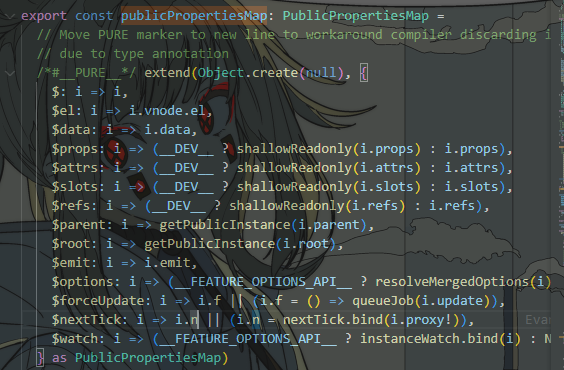 export const publicPropertiesMap: PublicPropertiesMap =
// Move PURE marker to new line to workaround compiler discarding i
// due to type annotation
/*#__PURE__*/ extend(Object.create(null), {
$: i => i,
$el: i => i.vnode.el,
$data: i => i.data,
$props: i => (__DEV__ ? shallowReadonly(i.props) : i.props),
$attrs: i => (__DEV__ ? shallowReadonly(i.attrs) : i.attrs),
$slots: i => (__DEV__ ? shallowReadonly(i.slots) : i.slots),
$refs: i => (__DEV__ ? shallowReadonly(i.refs) : i.refs),
$parent: i => getPublicInstance(i.parent),
$root: i => getPublicInstance(i.root),
$emit: i => i.emit,
$options: i => (__FEATURE_OPTIONS_API__ ? resolveMergedOptions(i)
$forceUpdate: i => i.f || (i.f = () => queueJob(i.update)),
$nextTick: i => i.n || (i.n = nextTick.bind(i.proxy!)), Evan
$watch: i => (__FEATURE_OPTIONS_API__ ? instanceWatch.bind(i) : N
} as PublicPropertiesMap)